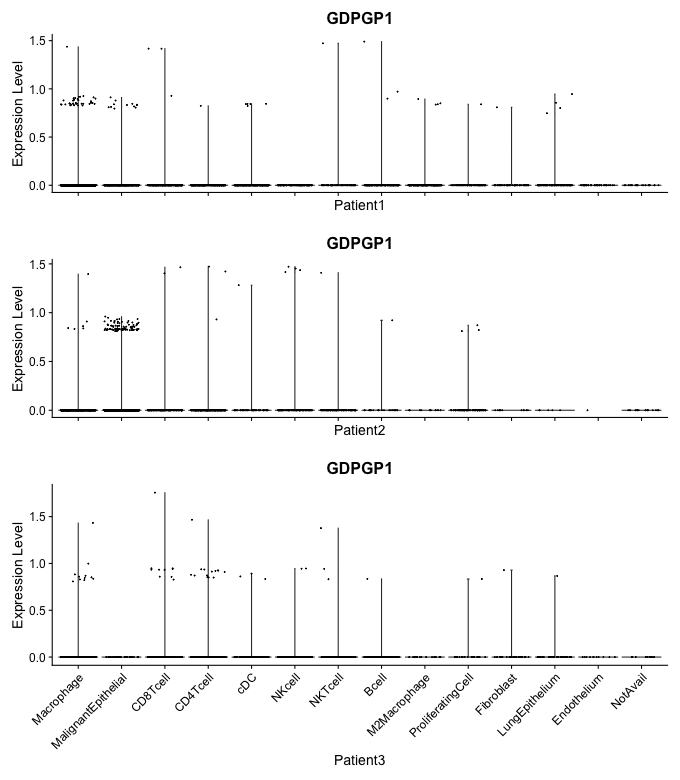 GDPGP1
Expression Level
1.5
1.0
0.5
0.0
Patient1
GDPGP1
Expression Level
1.5
1.0
0.5
0.0
Patient2
GDPGP1
Expression Level
1.5
1.0
0.5
0.0
Macrophage
MalignantEpithelial
CD8Tcell
CD4Tcell
cDC
NKcell
NKTcell
Bcell
M2Macrophage
ProliferatingCell
Fibroblast
LungEpithelium
Endothelium
NotAvail
Patient3